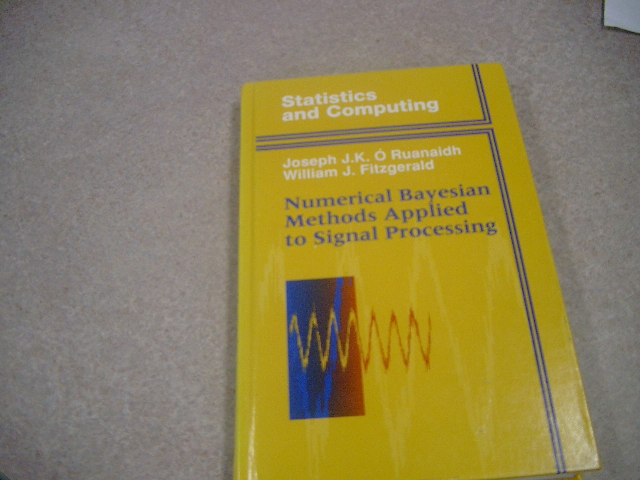 Statistics
and Computing
Joseph J.K. Ó Ruanaidh
William J. Fitzgerald
Numerical Bayesian
Methods Applied
to Signal Processing